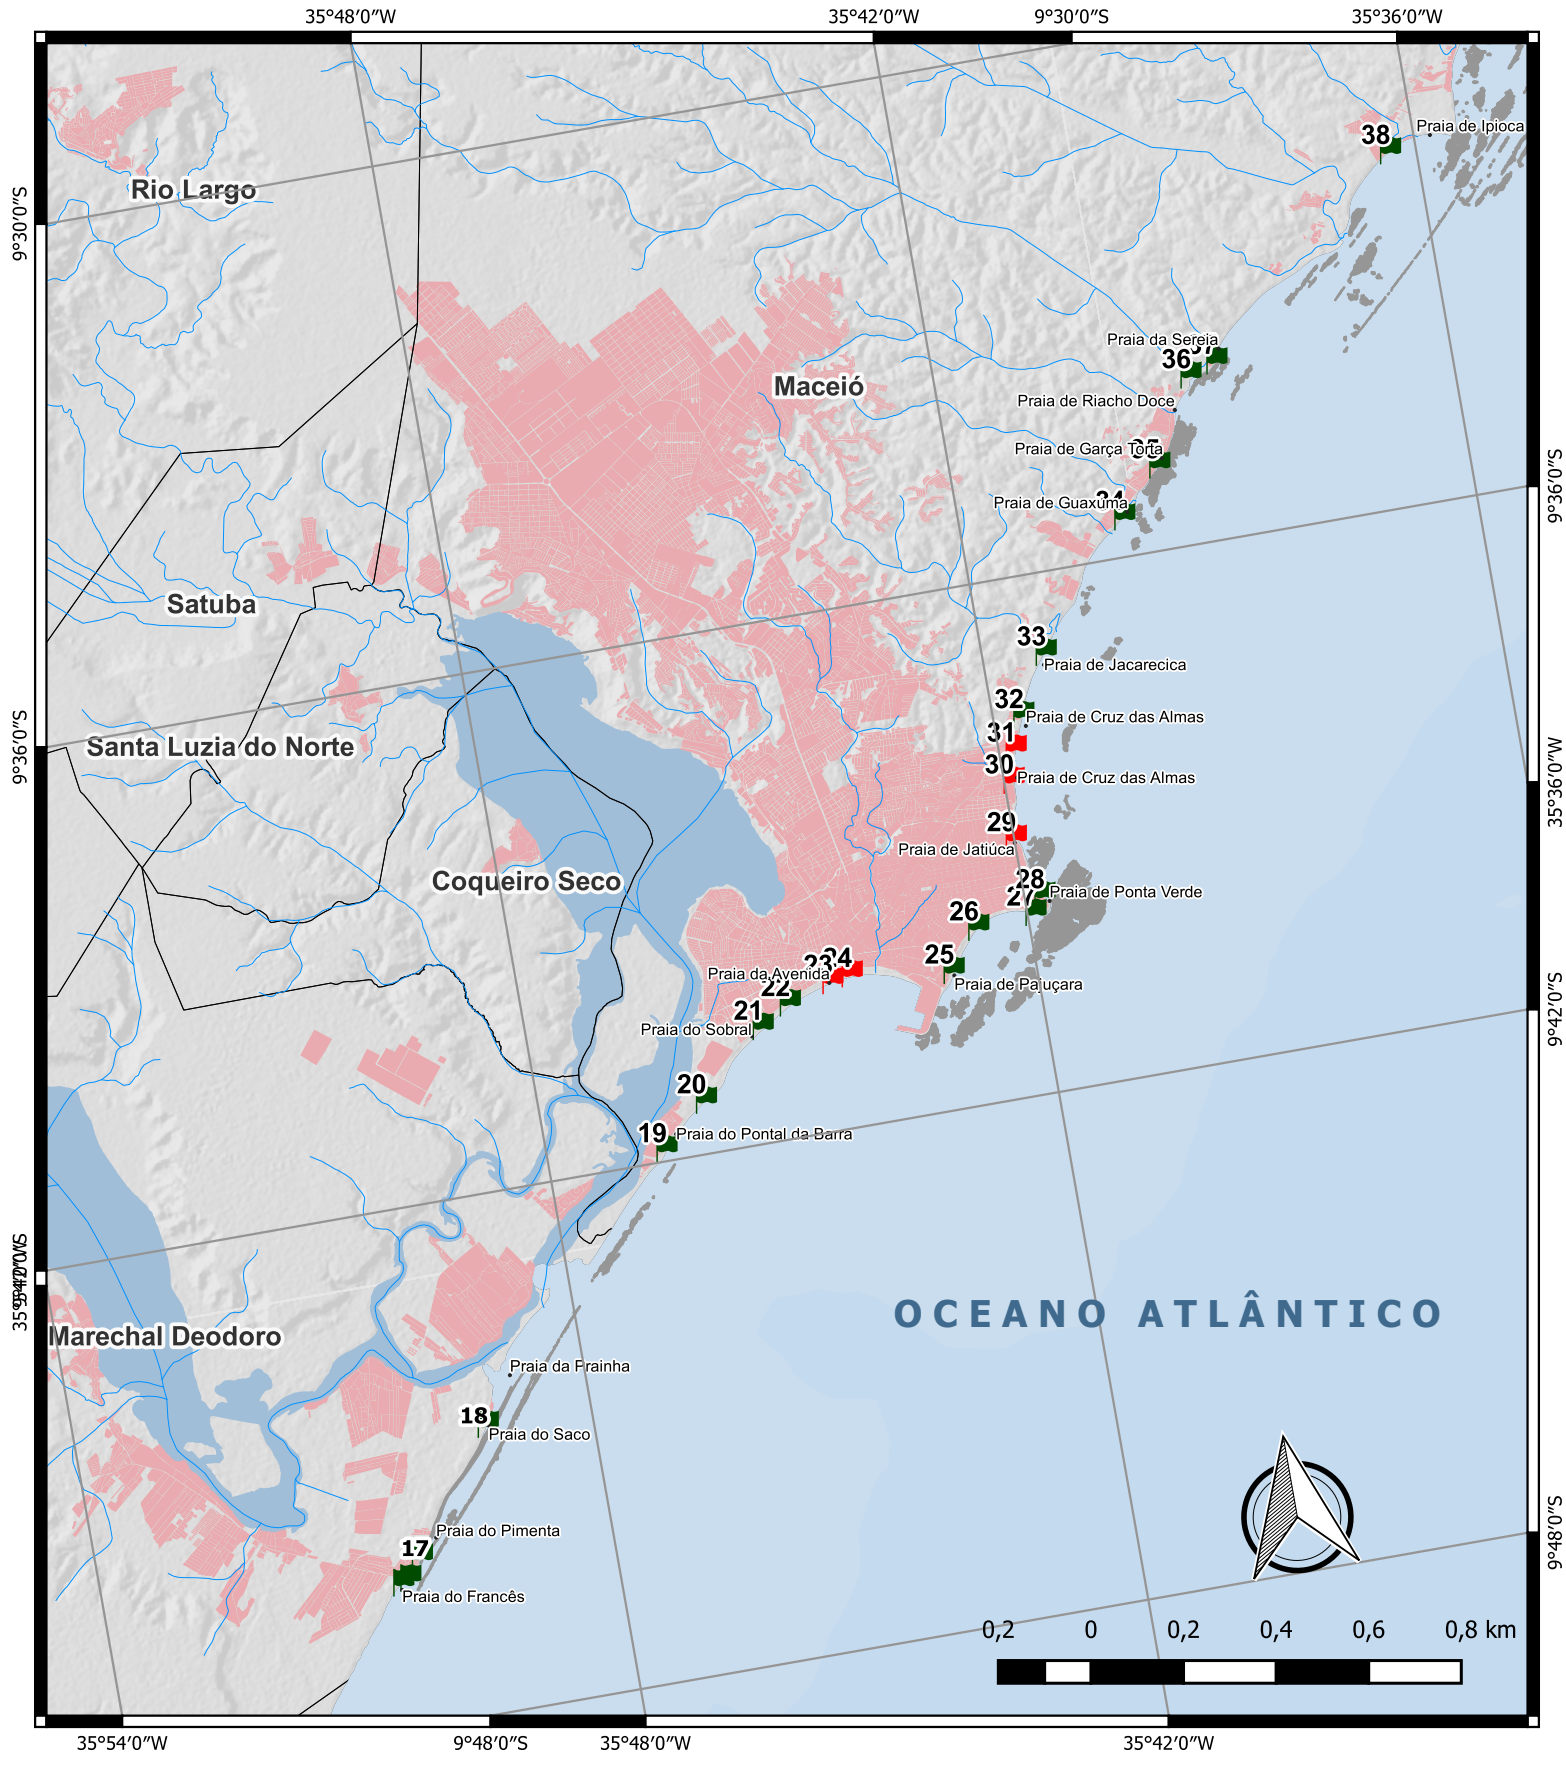 35°48′0″W
35°42′0″W
9°30′0″S
35°36′0″W
38
Praia de Ipioca
Rio Largo
9°30′0″S
Praia da Sereia
36
Maceió
Praia de Riacho Doce
35
Praia de Garça Torta
9°36′0″S
34
Praia de Guaxuma
Satuba
33
Praia de Jacarecica
32
Praia de Cruz das Almas
31
Santa Luzia do Norte
9°36′0″S
30
Praia de Cruz das Almas
35°36′0″W
29
Praia de Jatiúca
Coqueiro Seco
28
Praia de Ponta Verde
27
26
25
Praia de Pajuçara
24
23
Praia da Avenida
22
21
Praia do Sobral
9°42′0″S
20
19
Praia do Pontal da Barra
OCEANO ATLÂNTICO
Marechal Deodoro
Praia da Prainha
18
Praia do Saco
Praia do Pimenta
17
Praia do Francês
9°48′0″S
0,2 0 0,2 0,4 0,6 0,8 km
35°54′0″W
9°48′0″S
35°48′0″W
35°42′0″W